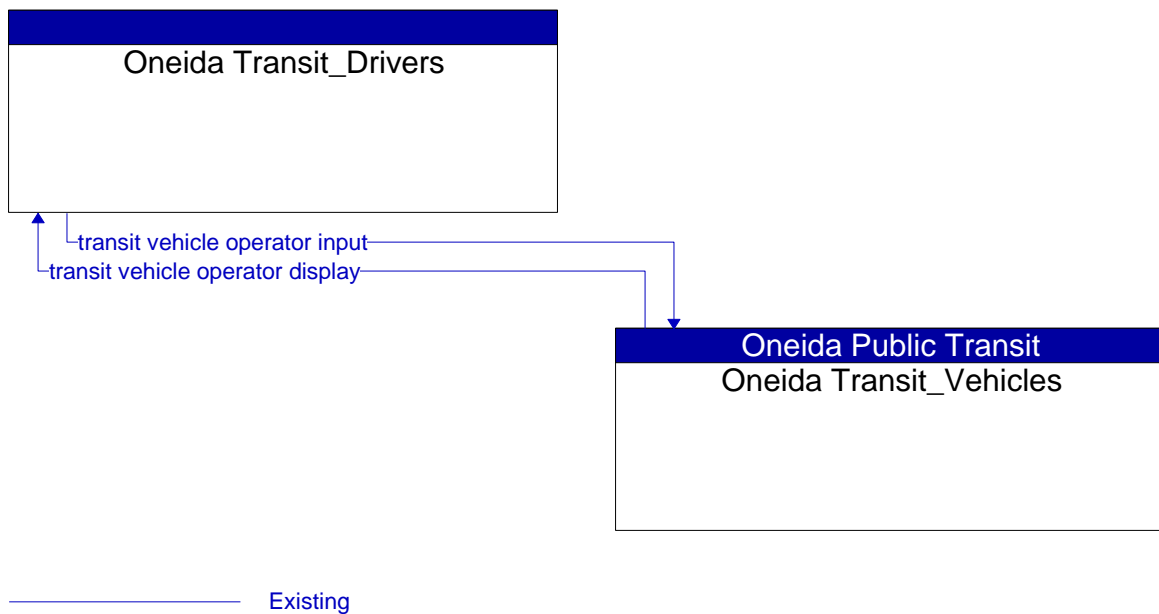 Oneida Transit_Drivers
transit vehicle operator input
transit vehicle operator display
Oneida Public Transit
Oneida Transit_Vehicles
Existing